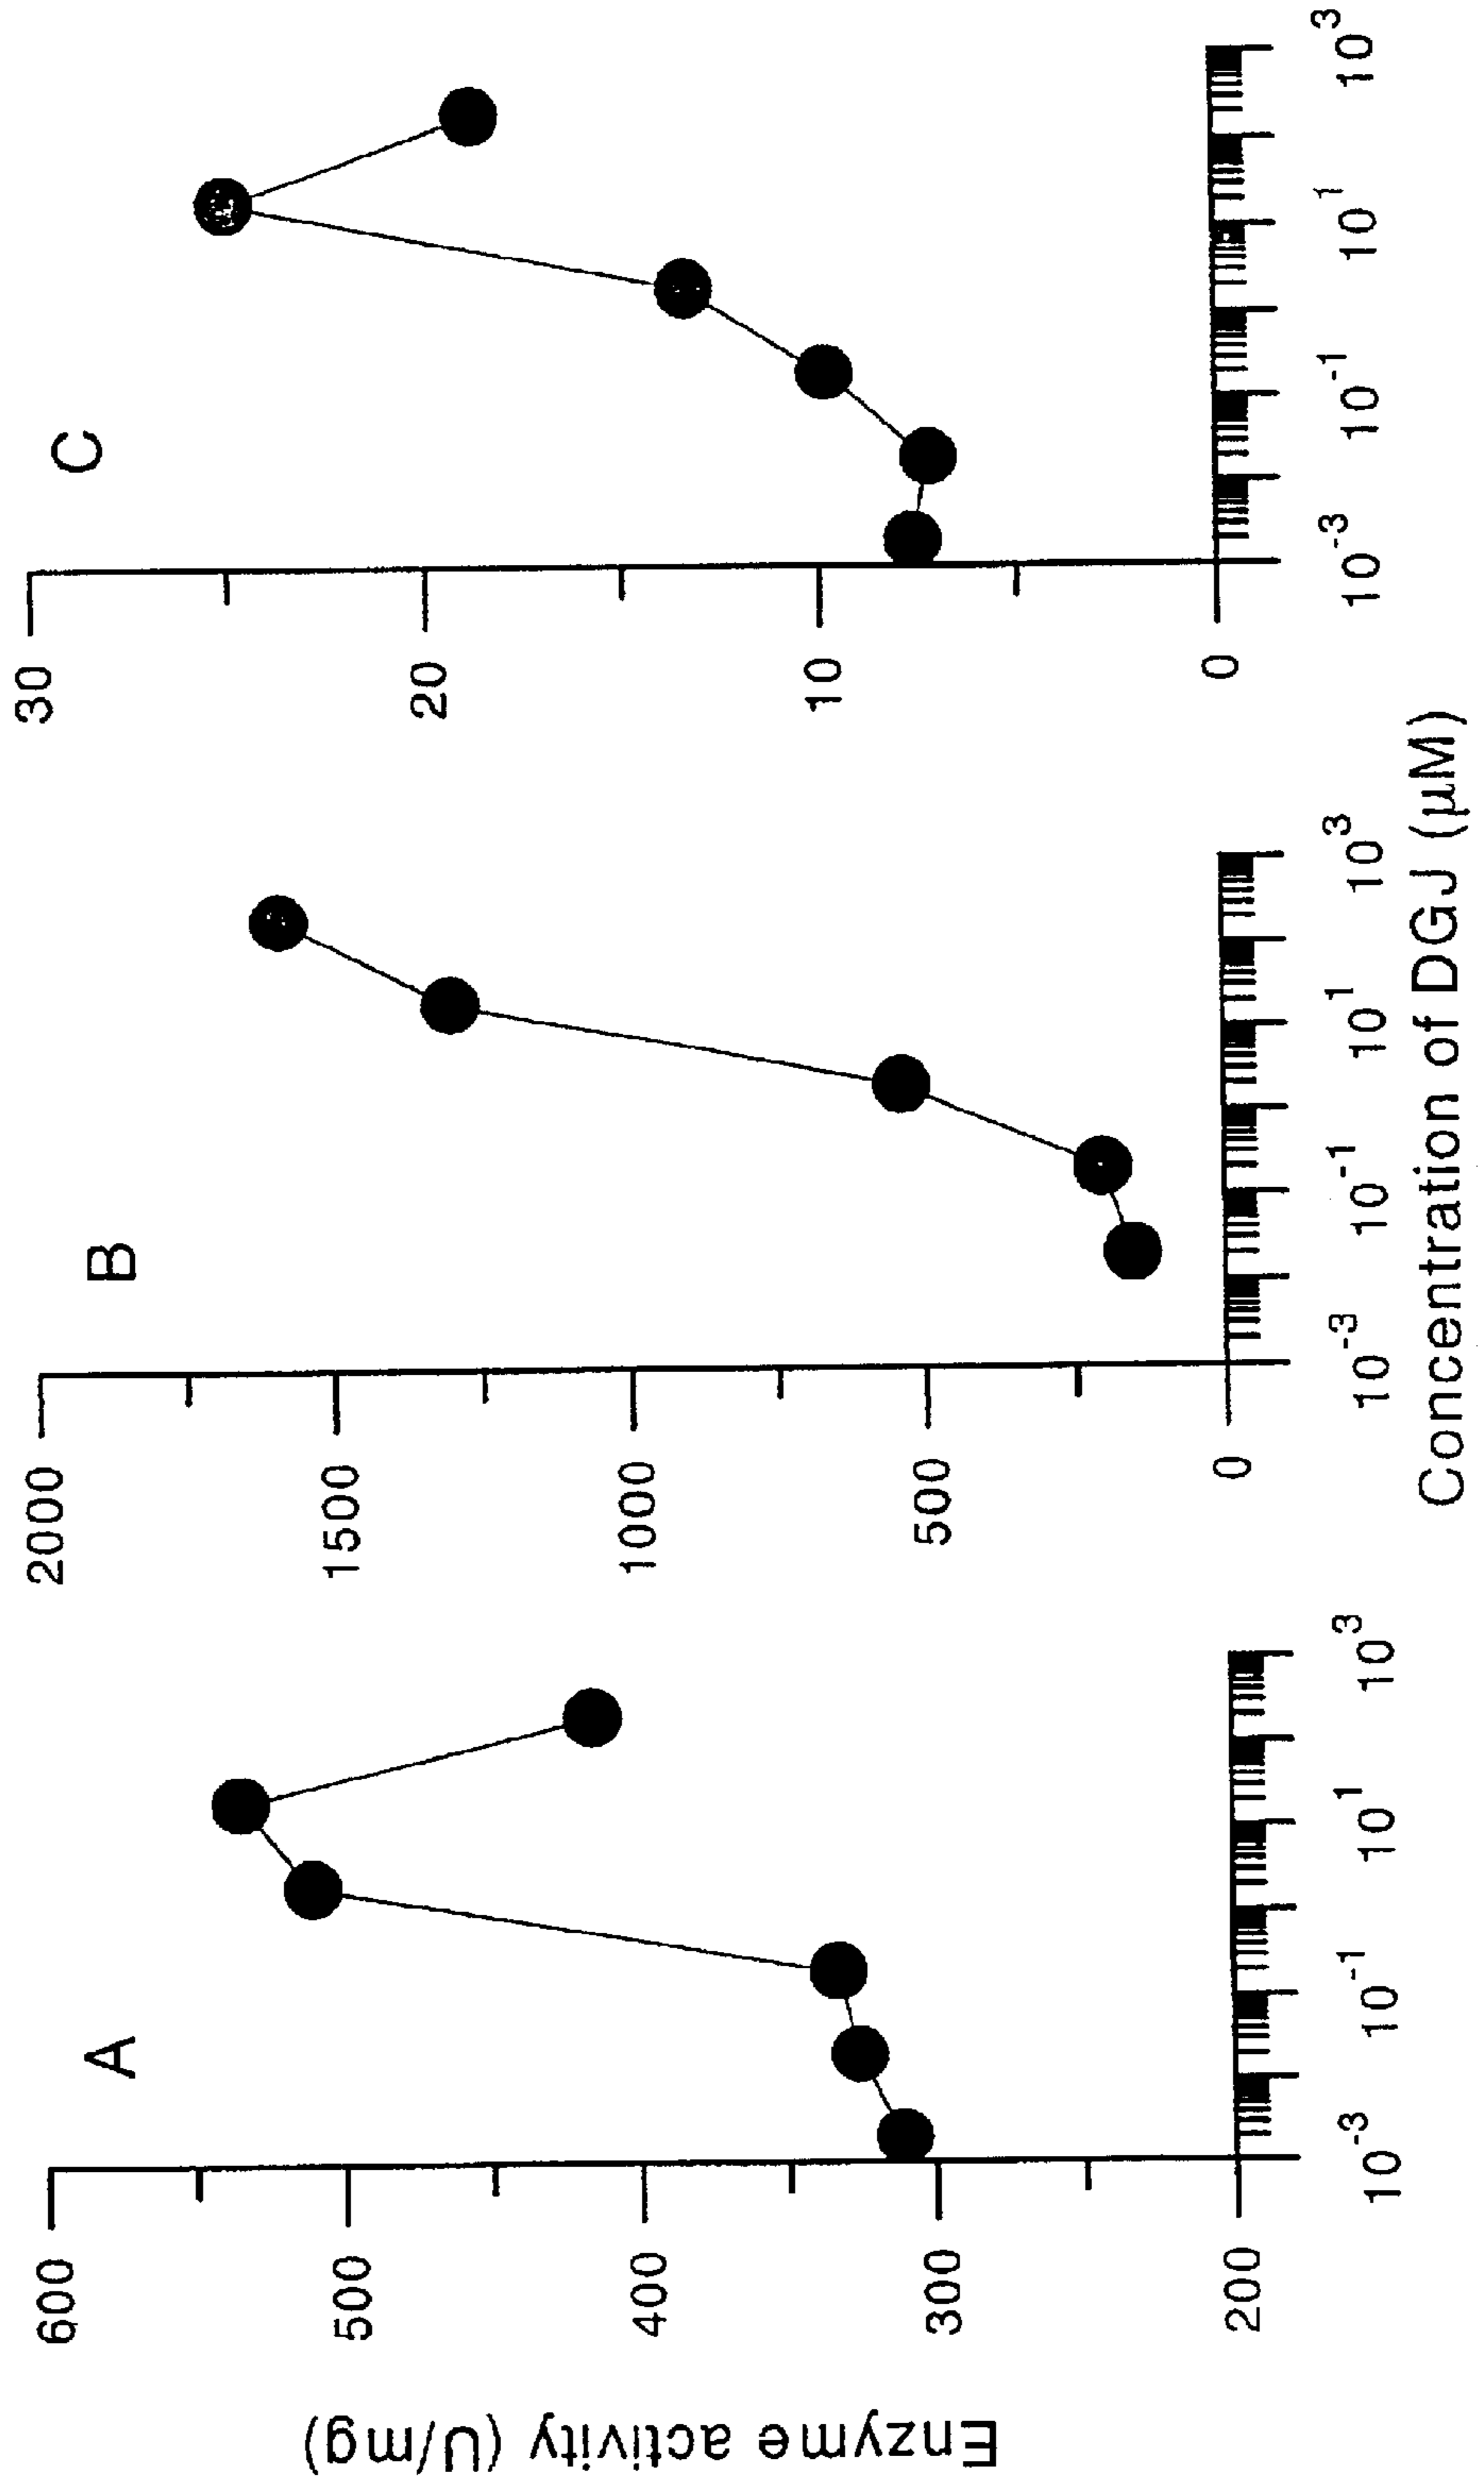 A
B
C
Enzyme activity (U/mg)
600
500
400
300
200
2000
1500
1000
500
0
30
20
10
0
10-3 10-1 101 103
10-3 10-1 101 103
10-3 10-1 101 103
Concentration of DGJ (µM)